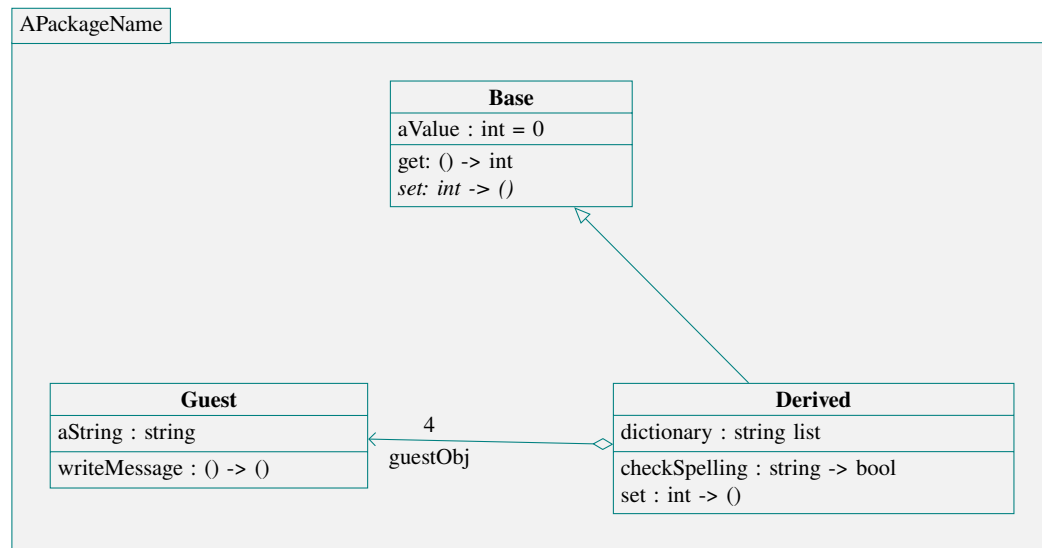 APackageName
Base
aValue : int = 0
get: () -> int
set: int -> ()
Guest
aString : string
writeMessage : () -> ()
4
guestObj
Derived
dictionary : string list
checkSpelling : string -> bool
set : int -> ()